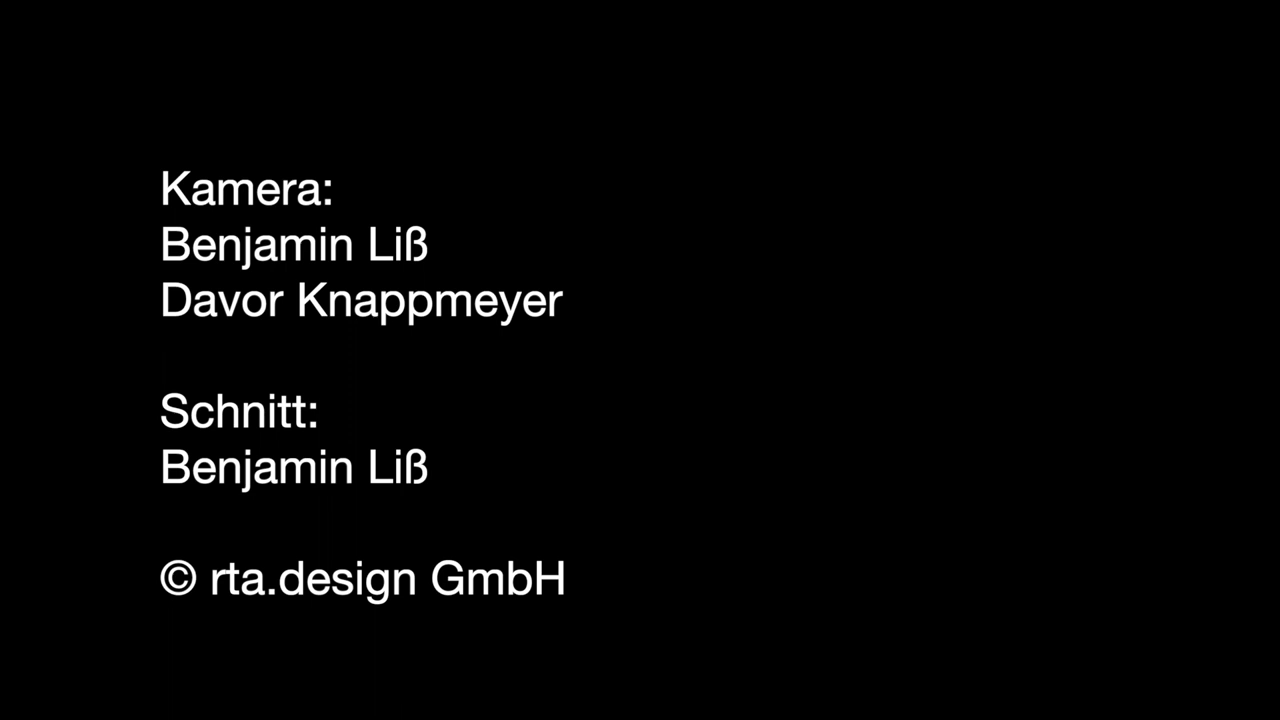 Kamera:
Benjamin Liß
Davor Knappmeyer
Schnitt:
Benjamin Liß
© rta.design GmbH